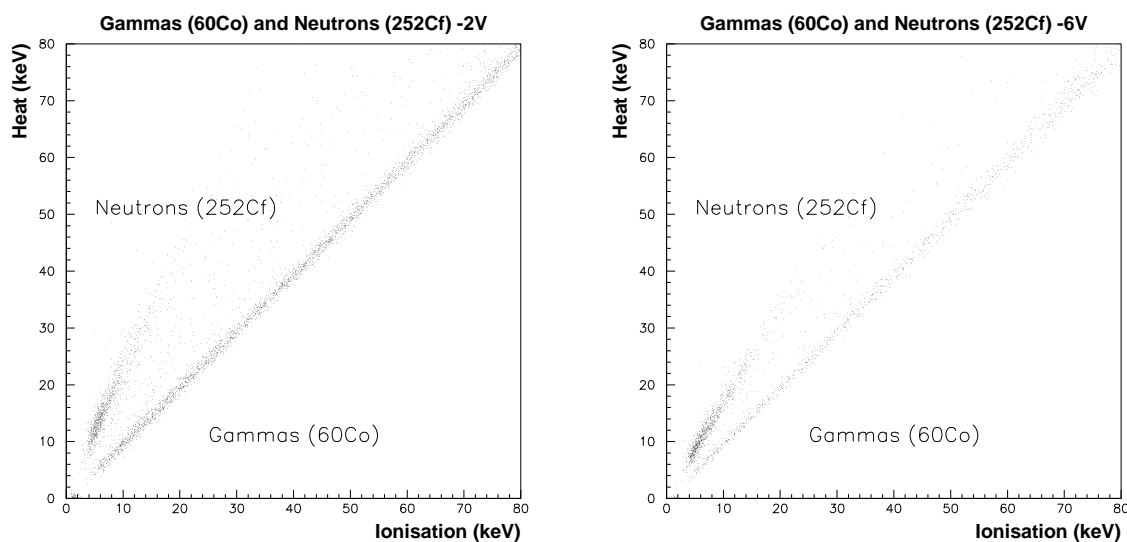 Gammas (60Co) and Neutrons (252Cf) -2V
Heat (keV)
80
70
60
50
40
30
20
10
0
Neutrons (252Cf)
Gammas (60Co)
0 10 20 30 40 50 60 70 80
Ionisation (keV)
Gammas (60Co) and Neutrons (252Cf) -6V
Heat (keV)
80
70
60
50
40
30
20
10
0
Neutrons (252Cf)
Gammas (60Co)
0 10 20 30 40 50 60 70 80
Ionisation (keV)